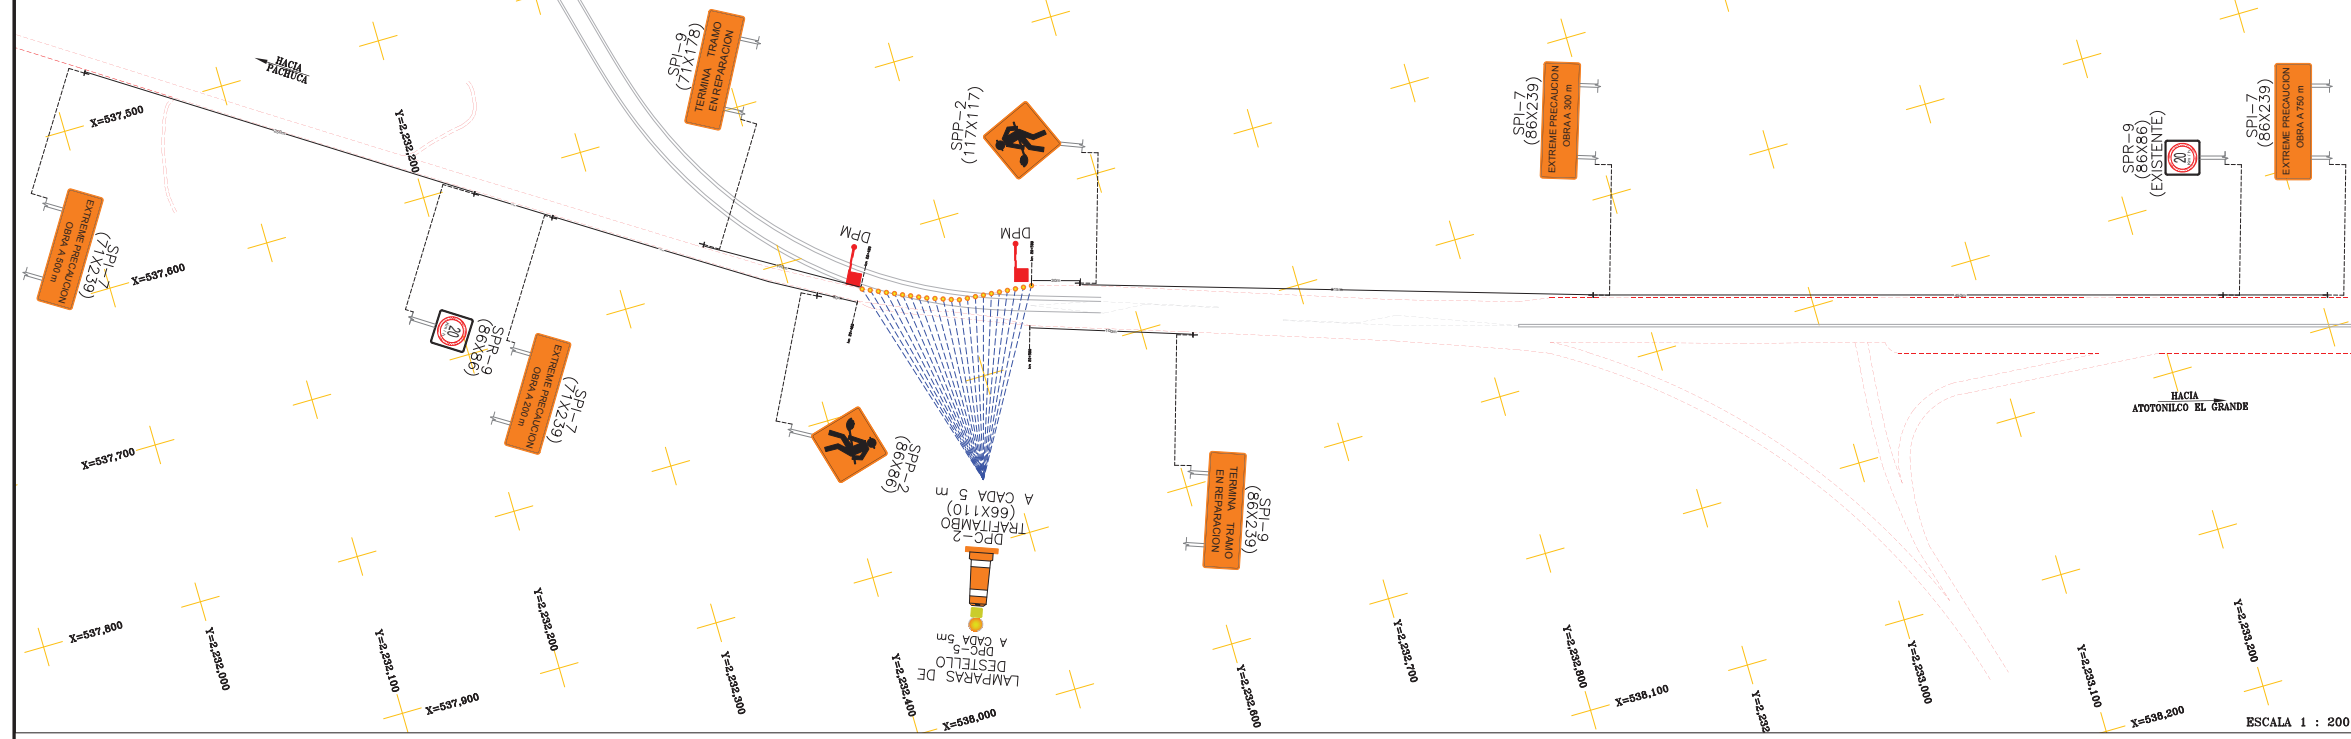 HACIA
PACHUCA
X=537,500
Y=2,232,200
SPI-9
(71X178)
TERMINA TRAMO
EN REPARACION
SPP-2
(117X117)
SPI-7
(86X239)
EXTREME PRECAUCION
OBRA A 300 m
SPR-9
(86X86)
(EXISTENTE)
20
SPI-7
(86X239)
EXTREME PRECAUCION
OBRA A 750 m
EXTREME PRECAUCION
OBRA A 500 m
SPI-7
(71X239)
X=537,600
DPM
DPM
20
SPR-9
(86X86)
EXTREME PRECAUCION
OBRA A 200 m
SPI-7
(71X239)
SPP-2
(86X86)
HACIA
ATOTONILCO EL GRANDE
X=537,700
DPC-2
TRAFITAMBO
(66X110)
A CADA 5 m
TERMINA TRAMO
EN REPARACION
SPI-9
(86X239)
LAMPARAS DE
DESTELLO
DPC-5
A CADA 5m
X=537,800
Y=2,232,000
Y=2,232,100
X=537,900
Y=2,232,200
Y=2,232,300
Y=2,232,400
X=538,000
Y=2,232,600
Y=2,232,700
Y=2,232,800
X=538,100
Y=2,232
Y=2,233,000
Y=2,233,100
X=538,200
Y=2,233,200
ESCALA 1 : 200